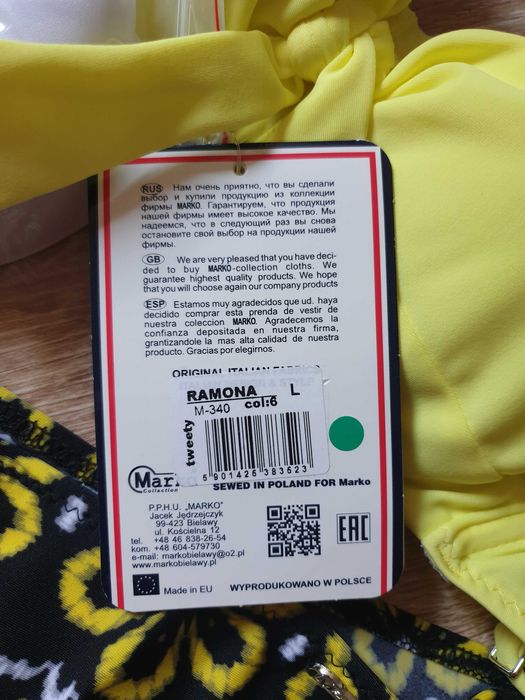 RUS Нам очень приятно, что вы сделали
выбор и купили продукцию из коллекции
фирмы MARKO. Гарантируем, что продукция
нашей фирмы имеет высокое качество. Мы
надеемся, что в следующий раз вы снова
остановите свой выбор на продукции нашей
фирмы.
GB We are very pleased that you have deci-
ded to buy MARKO-collection cloths. We
guarantee highest quality products. We hope
that you will choose again our company products
ESP Estamos muy agradecidos que ud. haya
decidido comprar esta prenda de vestir de
nuestra coleccion MARKO. Agradecemos la
confianza depositada en nuestra firma,
grantizandole la mas alta calidad de nuestro
producto. Gracias por elegirnos.
ORIGINAL ITALIAN FABRICS
RAMONA L
M-340 col:6
tweety
5 901426 383623
Marko
Collection
SEWED IN POLAND FOR Marko
P.P.H.U. „MARKO"
Jacek Jędrzejczyk
99-423 Bielawy
ul. Kościelna 12
tel. +48 46 838-26-54
kom. +48 604-579730
e-mail: markobielawy@o2.pl
www.markobielawy.pl
EAC
Made in EU
WYPRODUKOWANO W POLSCE